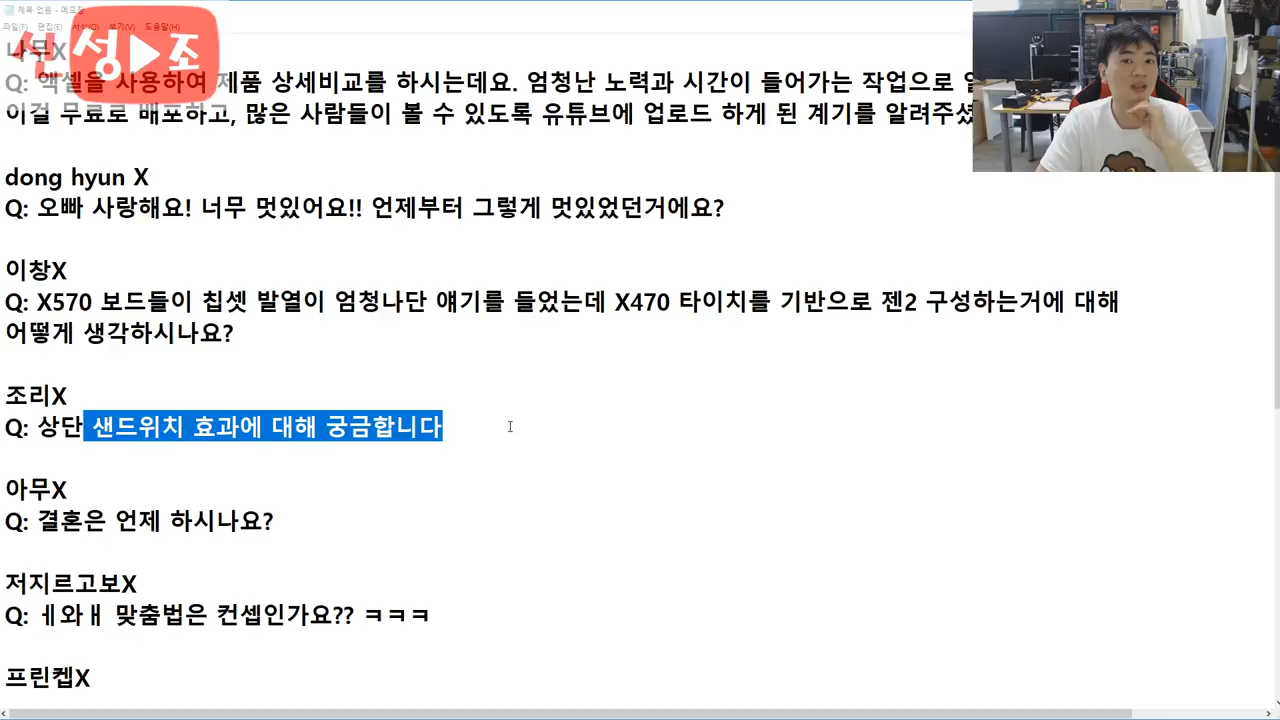 제목 없음 - 메모장
파일(F) 편집(E) 서식(O) 보기(V) 도움말(H)
신성조
나무X
Q: 액셀을 사용하여 제품 상세비교를 하시는데요. 엄청난 노력과 시간이 들어가는 작업으로
이걸 무료로 배포하고, 많은 사람들이 볼 수 있도록 유튜브에 업로드 하게 된 계기를
dong hyun X
Q: 오빠 사랑해요! 너무 멋있어요!! 언제부터 그렇게 멋있었던거에요?
이창X
Q: X570 보드들이 칩셋 발열이 엄청나단 얘기를 들었는데 X470 타이치를 기반으로 젠2 구성하는거에 대해
어떻게 생각하시나요?
조리X
Q: 상단 샌드위치 효과에 대해 궁금합니다
아무X
Q: 결혼은 언제 하시나요?
저지르고보X
Q: ㅔ와ㅐ 맞춤법은 컨셉인가요?? ㅋㅋㅋ
프린켑X